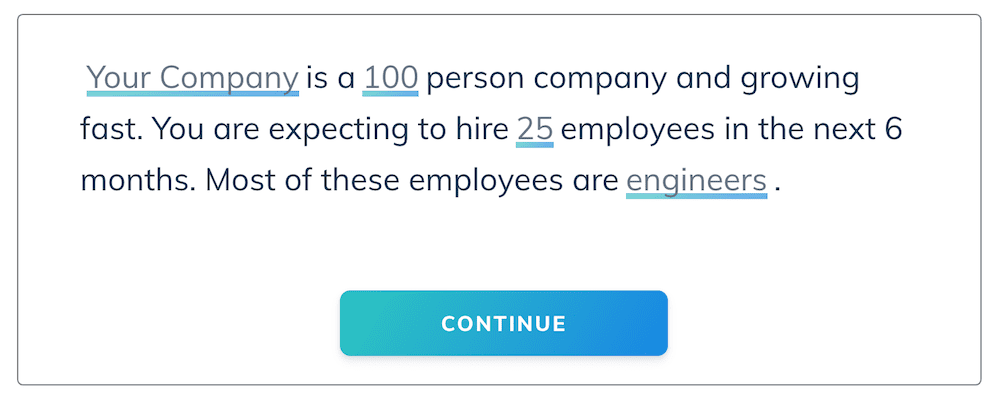 Your Company is a 100 person company and growing
fast. You are expecting to hire 25 employees in the next 6
months. Most of these employees are engineers .
CONTINUE